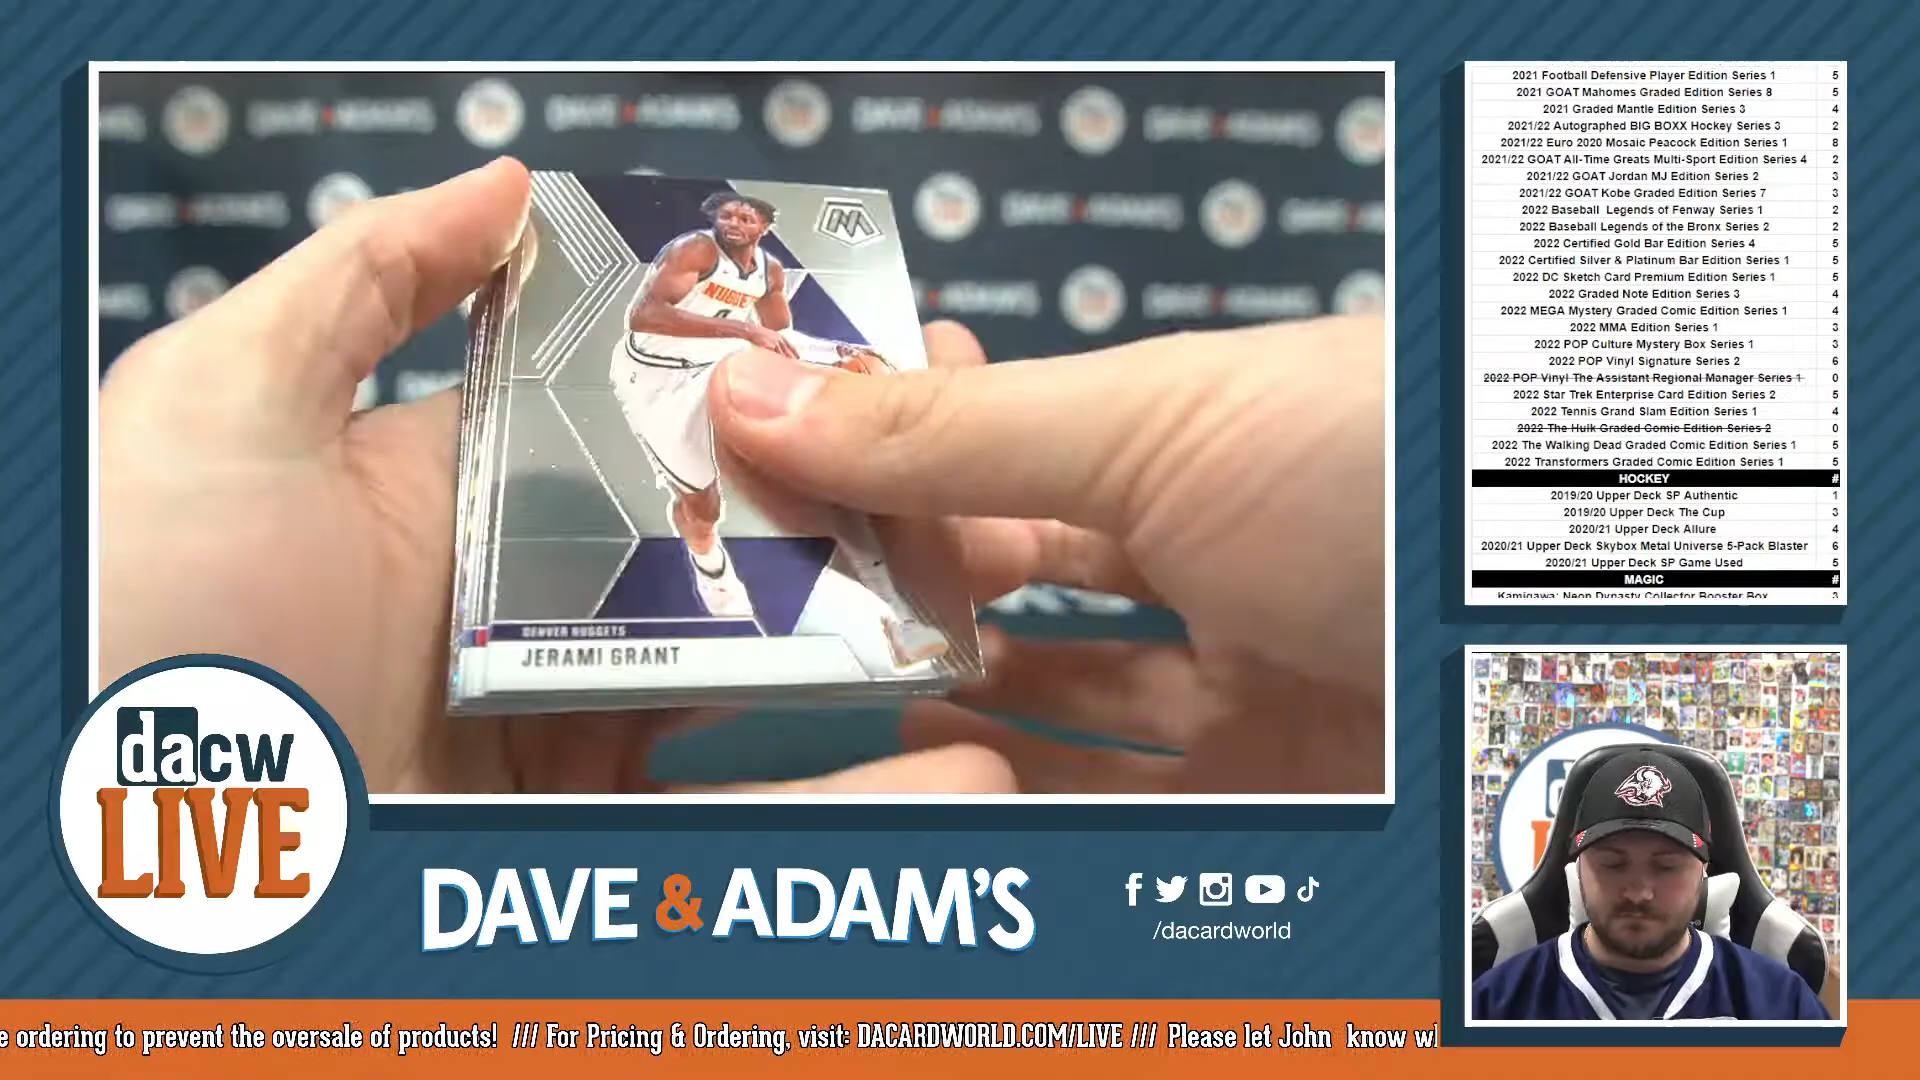 DAVE & ADAM'S
NUGGETS
DENVER NUGGETS
JERAMI GRANT
dacw
LIVE
DAVE & ADAM'S
/dacardworld
e ordering to prevent the oversale of products! /// For Pricing & Ordering, visit: DACARDWORLD.COM/LIVE /// Please let John know wh
2021 Football Defensive Player Edition Series 1 5
2021 GOAT Mahomes Graded Edition Series 8 5
2021 Graded Mantle Edition Series 3 4
2021/22 Autographed BIG BOXX Hockey Series 3 2
2021/22 Euro 2020 Mosaic Peacock Edition Series 1 8
2021/22 GOAT All-Time Greats Multi-Sport Edition Series 4 2
2021/22 GOAT Jordan MJ Edition Series 2 3
2021/22 GOAT Kobe Graded Edition Series 7 3
2022 Baseball Legends of Fenway Series 1 2
2022 Baseball Legends of the Bronx Series 2 2
2022 Certified Gold Bar Edition Series 4 5
2022 Certified Silver & Platinum Bar Edition Series 1 5
2022 DC Sketch Card Premium Edition Series 1 5
2022 Graded Note Edition Series 3 4
2022 MEGA Mystery Graded Comic Edition Series 1 4
2022 MMA Edition Series 1 3
2022 POP Culture Mystery Box Series 1 3
2022 POP Vinyl Signature Series 2 6
2022 POP Vinyl The Assistant Regional Manager Series 1 0
2022 Star Trek Enterprise Card Edition Series 2 5
2022 Tennis Grand Slam Edition Series 1 4
2022 The Hulk Graded Comic Edition Series 2 0
2022 The Walking Dead Graded Comic Edition Series 1 5
2022 Transformers Graded Comic Edition Series 1 5
HOCKEY #
2019/20 Upper Deck SP Authentic 1
2019/20 Upper Deck The Cup 3
2020/21 Upper Deck Allure 4
2020/21 Upper Deck Skybox Metal Universe 5-Pack Blaster 6
2020/21 Upper Deck SP Game Used 5
MAGIC #
Kamigawa: Neon Dynasty Collector Booster Box 3